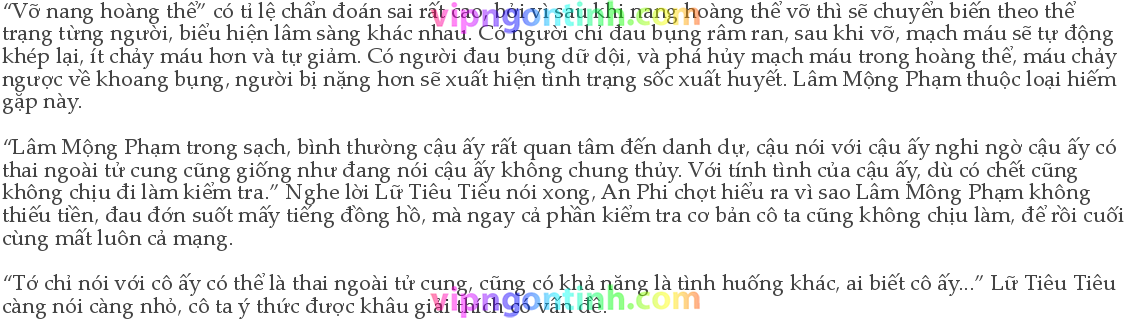 “Vỡ nang hoàng thể” có tỉ lệ chẩn đoán sai rất cao, bởi vì sau khi nang hoàng thể vỡ thì sẽ chuyển biến theo thể
trạng từng người, biểu hiện lâm sàng khác nhau. Có người chỉ đau bụng râm ran, sau khi vỡ, mạch máu sẽ tự động
khép lại, ít chảy máu hơn và tự giảm. Có người đau bụng dữ dội, và phá hủy mạch máu trong hoàng thể, máu chảy
ngược về khoang bụng, người bị nặng hơn sẽ xuất hiện tình trạng sốc xuất huyết. Lâm Mộng Phạm thuộc loại hiếm
gặp này.
“Lâm Mộng Phạm trong sạch, bình thường cậu ấy rất quan tâm đến danh dự, cậu nói với cậu ấy nghi ngờ cậu ấy có
thai ngoài tử cung cũng giống như đang nói cậu ấy không chung thủy. Với tính tình của cậu ấy, dù có chết cũng
không chịu đi làm kiểm tra.” Nghe lời Lữ Tiêu Tiêu nói xong, An Phi chợt hiểu ra vì sao Lâm Mông Phạm không
thiếu tiền, đau đớn suốt mấy tiếng đồng hồ, mà ngay cả phần kiểm tra cơ bản cô ta cũng không chịu làm, để rồi cuối
cùng mất luôn cả mạng.
“Tớ chỉ nói với cô ấy có thể là thai ngoài tử cung, cũng có khả năng là tình huống khác, ai biết cô ấy...” Lữ Tiêu Tiêu
càng nói càng nhỏ, cô ta ý thức được khâu giải thích có vấn đề.
vipngontinh.com
vipngontinh.com